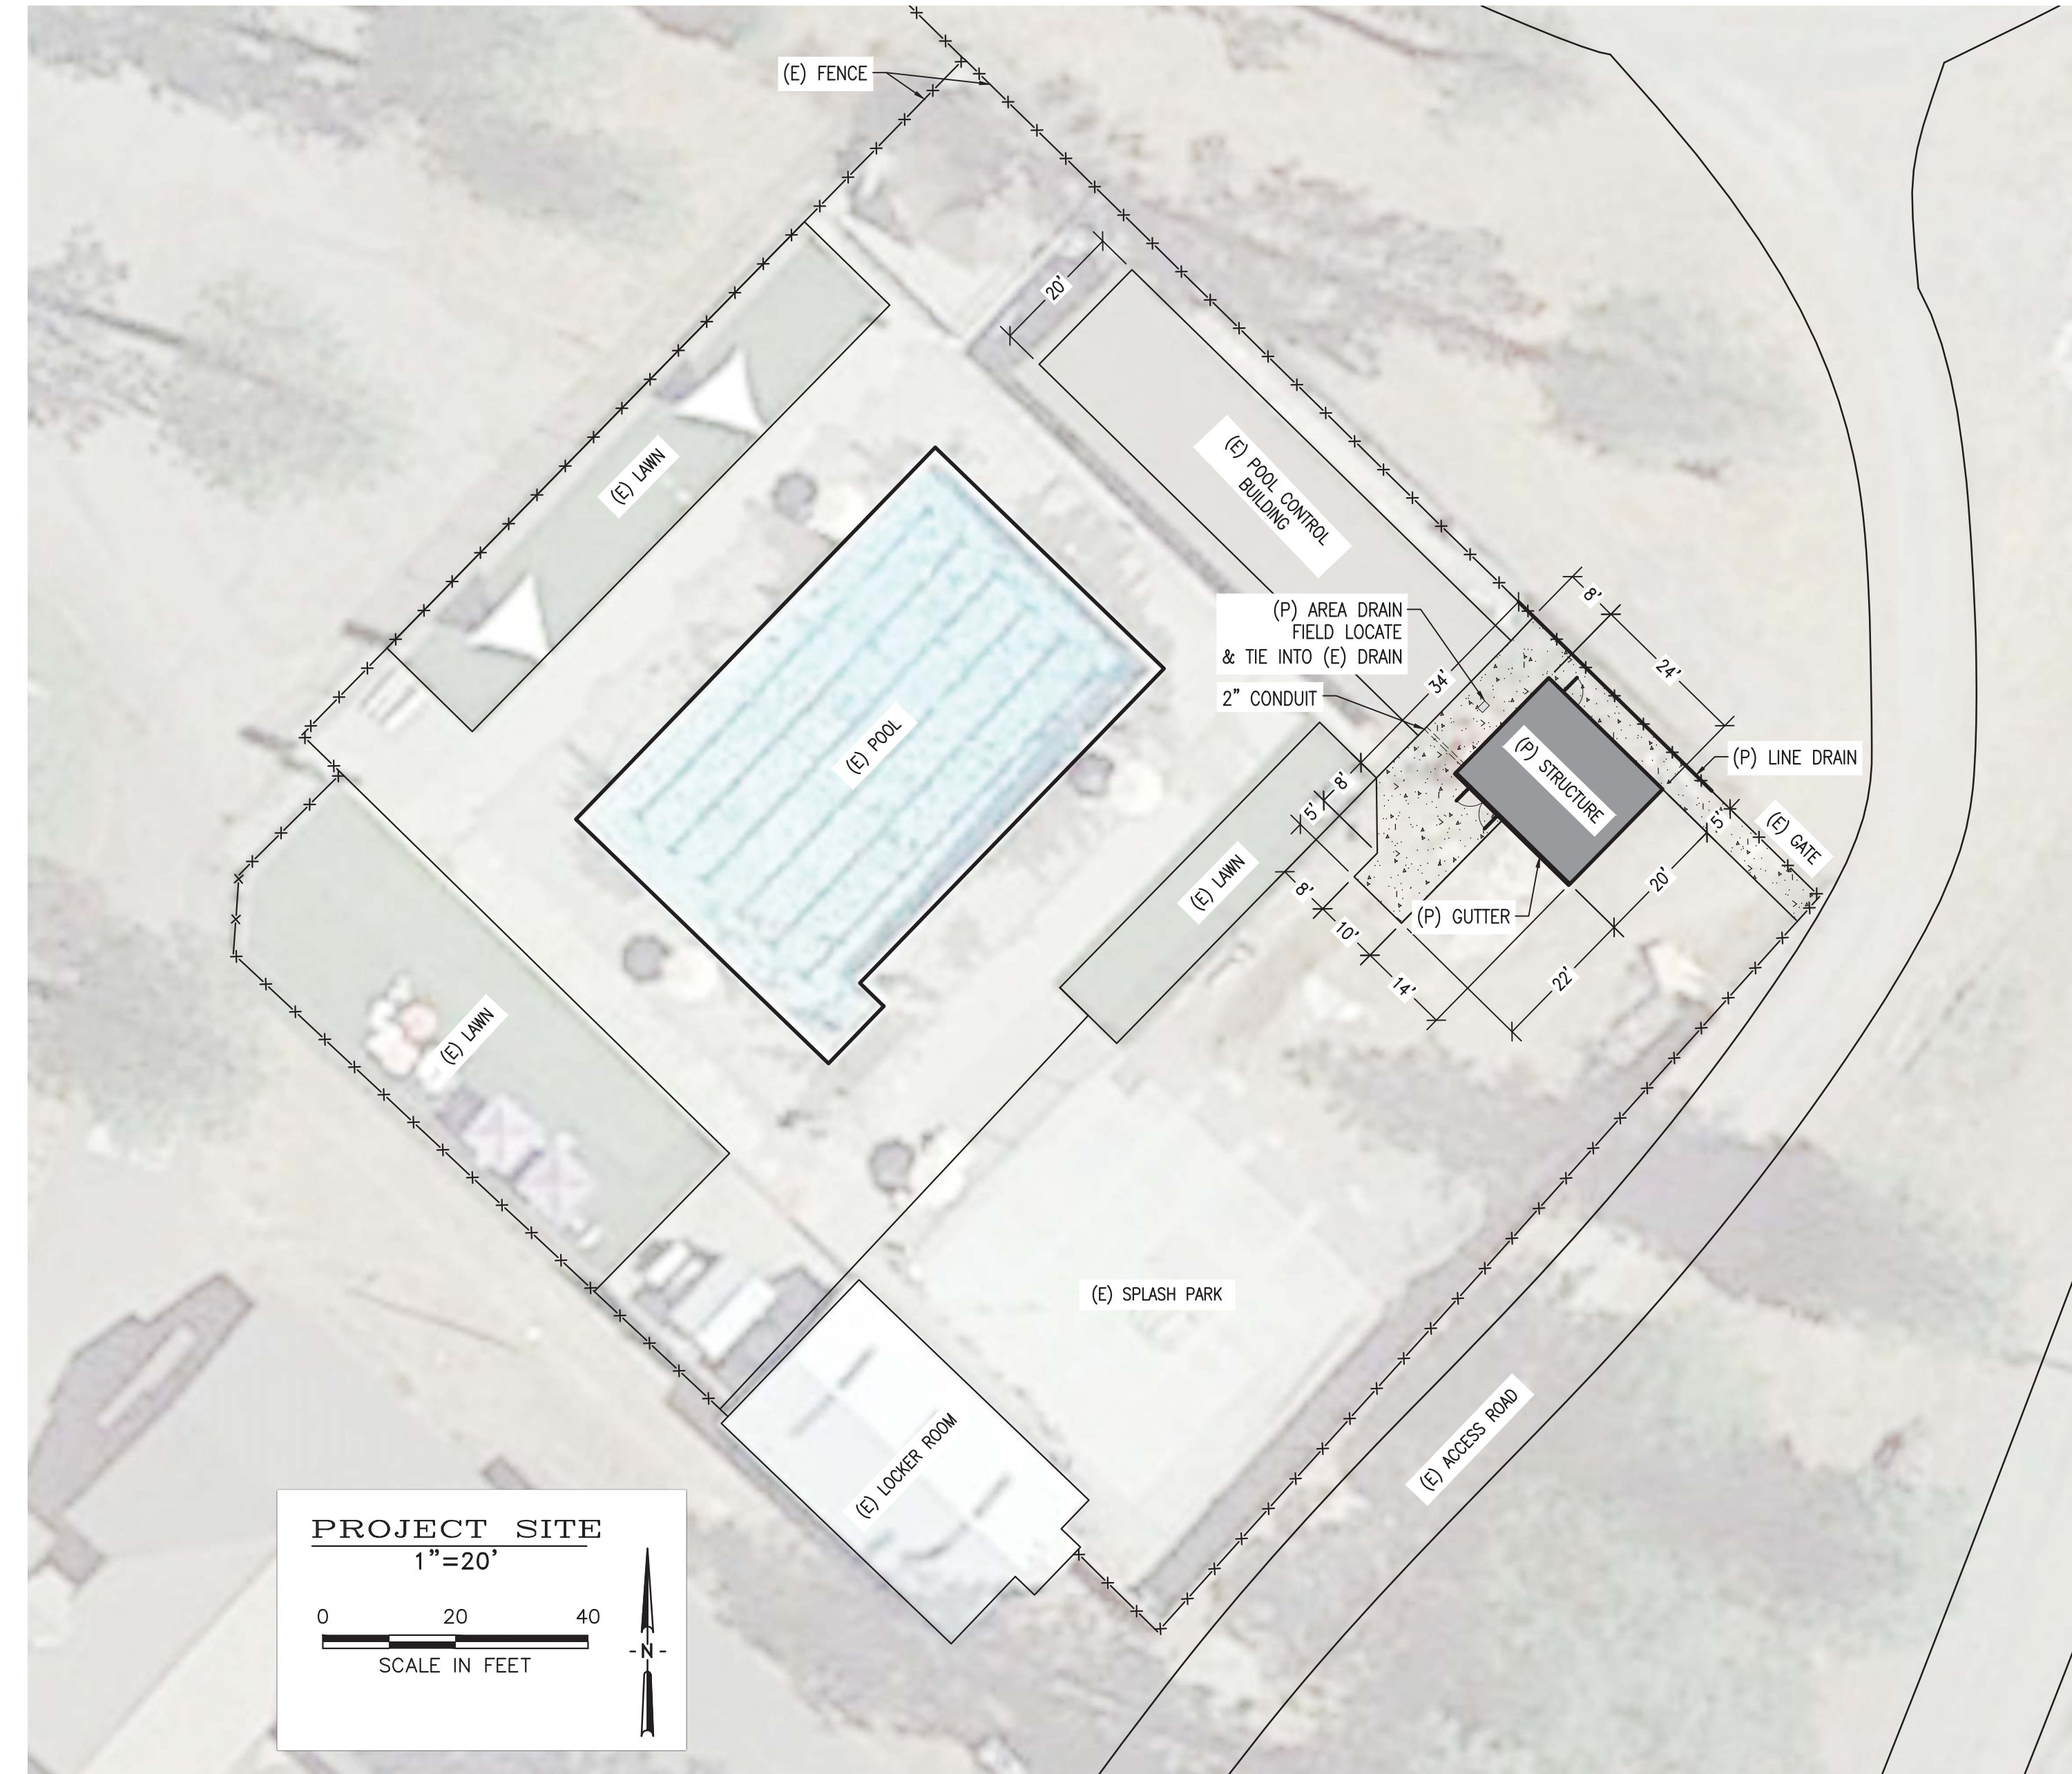 (E) FENCE
20'
(E) LAWN
(E) POOL CONTROL
BUILDING
(P) AREA DRAIN
FIELD LOCATE
& TIE INTO (E) DRAIN
2" CONDUIT
34'
8'
24'
(P) STRUCTURE
(P) LINE DRAIN
(E) POOL
8'
5'
5'
(E) GATE
(E) LAWN
8'
(P) GUTTER
20'
10'
14'
22'
(E) LAWN
(E) SPLASH PARK
(E) LOCKER ROOM
(E) ACCESS ROAD
PROJECT SITE
1"=20'
0 20 40
SCALE IN FEET
-N-